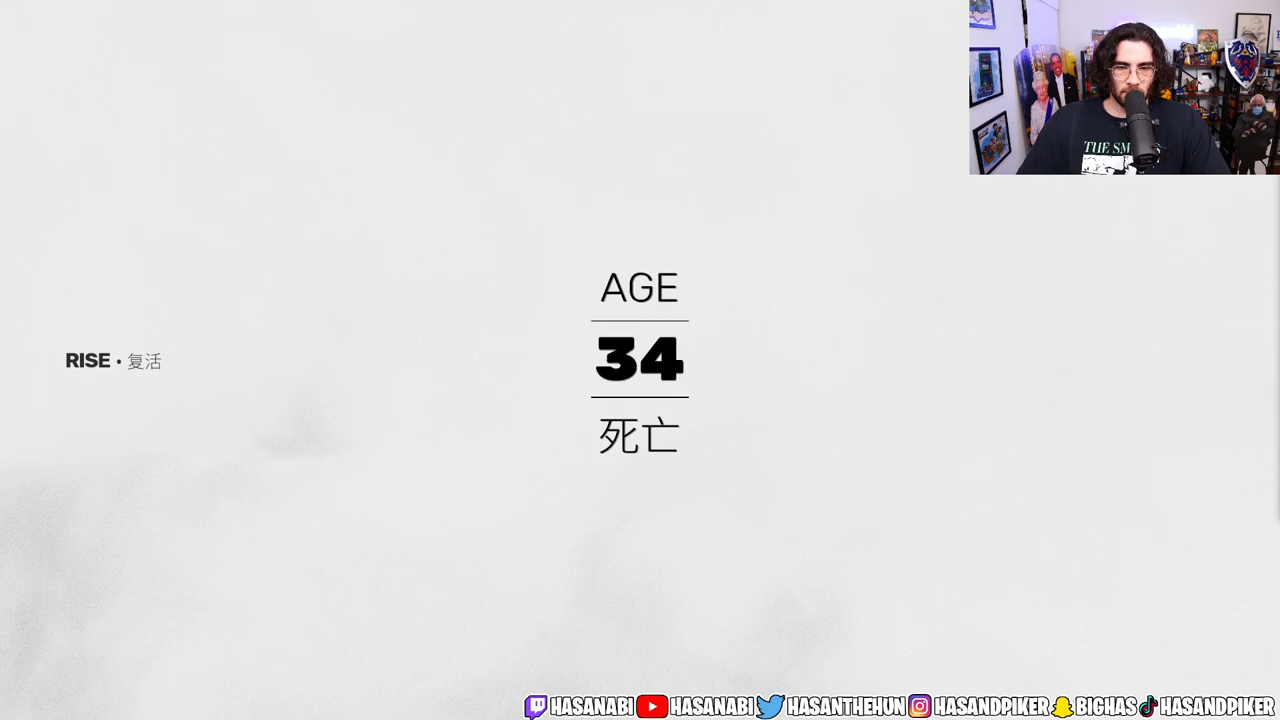 THE SM
AGE
34
死亡
RISE • 复活
HASANABI HASANABI HASANTHEHUN HASANDPIKER BIGHAS HASANDPIKER